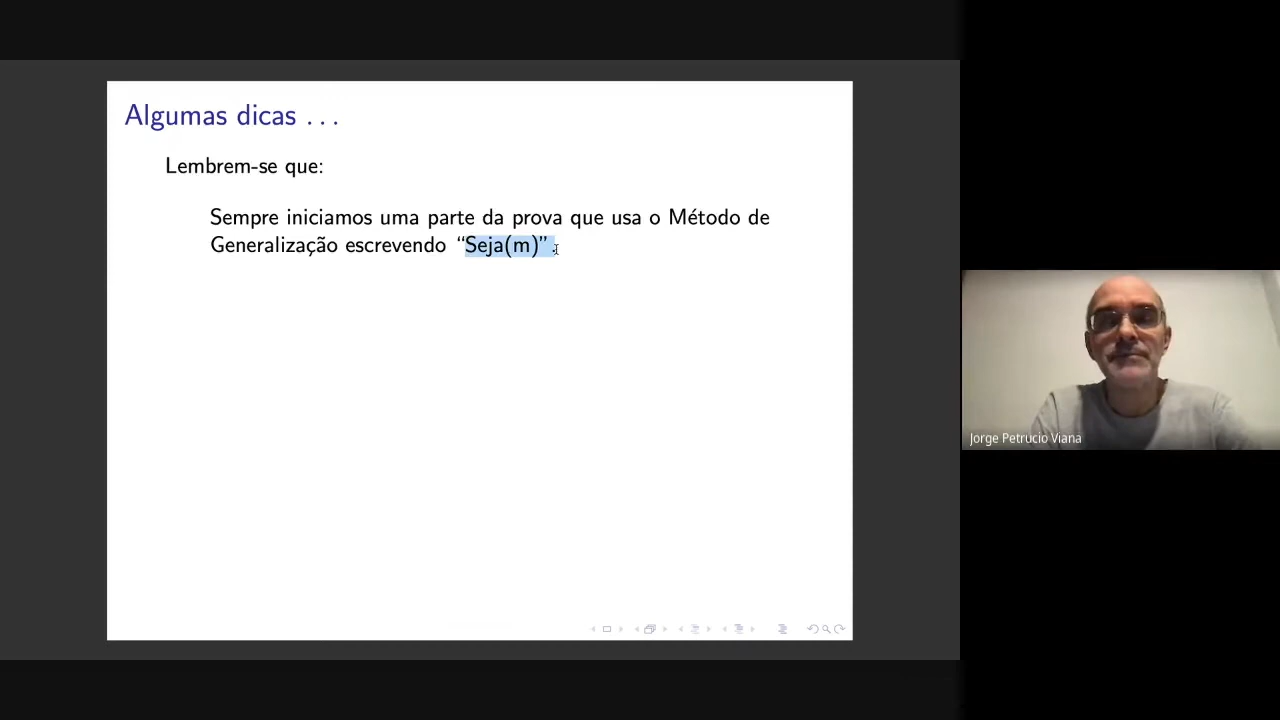 Algumas dicas . . .
Lembrem-se que:
Sempre iniciamos uma parte da prova que usa o Método de
Generalização escrevendo “Seja(m)”.
Jorge Petrucio Viana